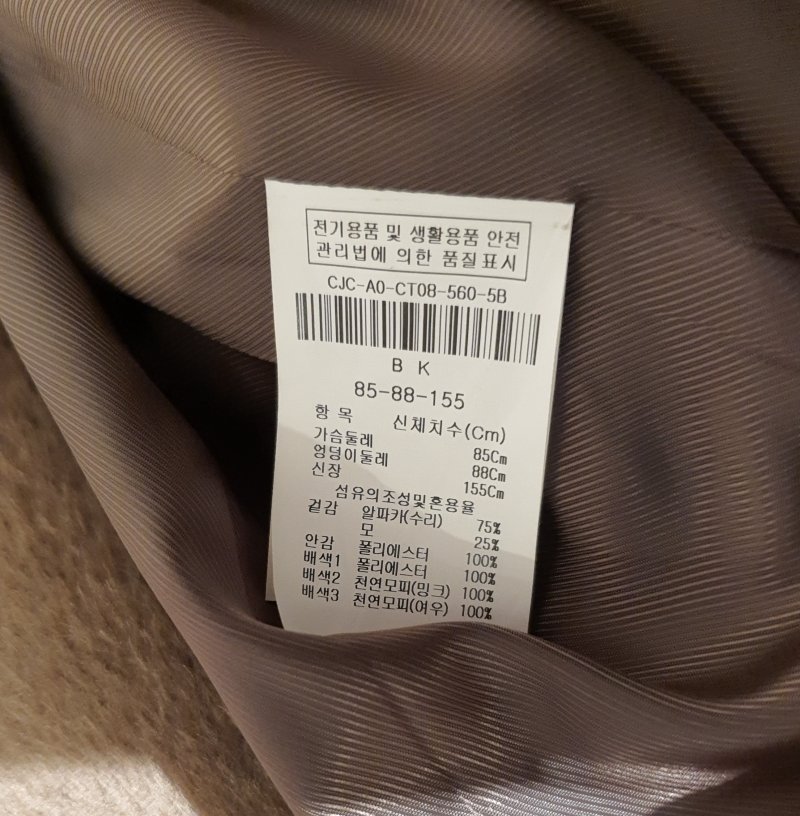 전기용품 및 생활용품 안전
관리법에 의한 품질표시
CJC-A0-CT08-560-5B
B K
85-88-155
항 목 신체치수(Cm)
가슴둘레 85Cm
엉덩이둘레 88Cm
신장 155Cm
섬유의조성및혼용율
겉감 알파카(수리) 75%
모 25%
안감 폴리에스터 100%
배색1 폴리에스터 100%
배색2 천연모피(밍크) 100%
배색3 천연모피(여우) 100%